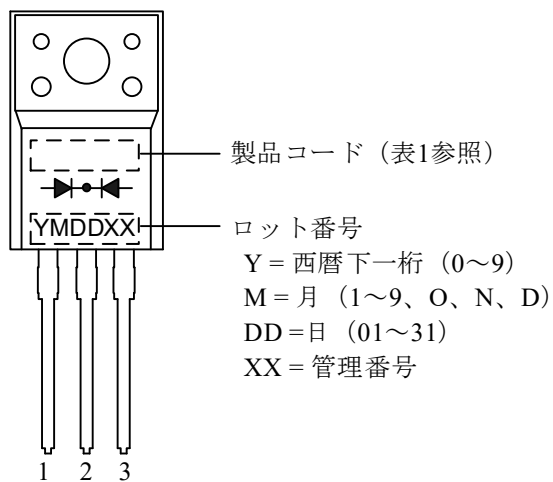 製品コード（表1参照）
YMDDXX
ロット番号
Y = 西暦下一桁（0～9）
M = 月（1～9、O、N、D）
DD =日（01～31）
XX = 管理番号
1 2 3